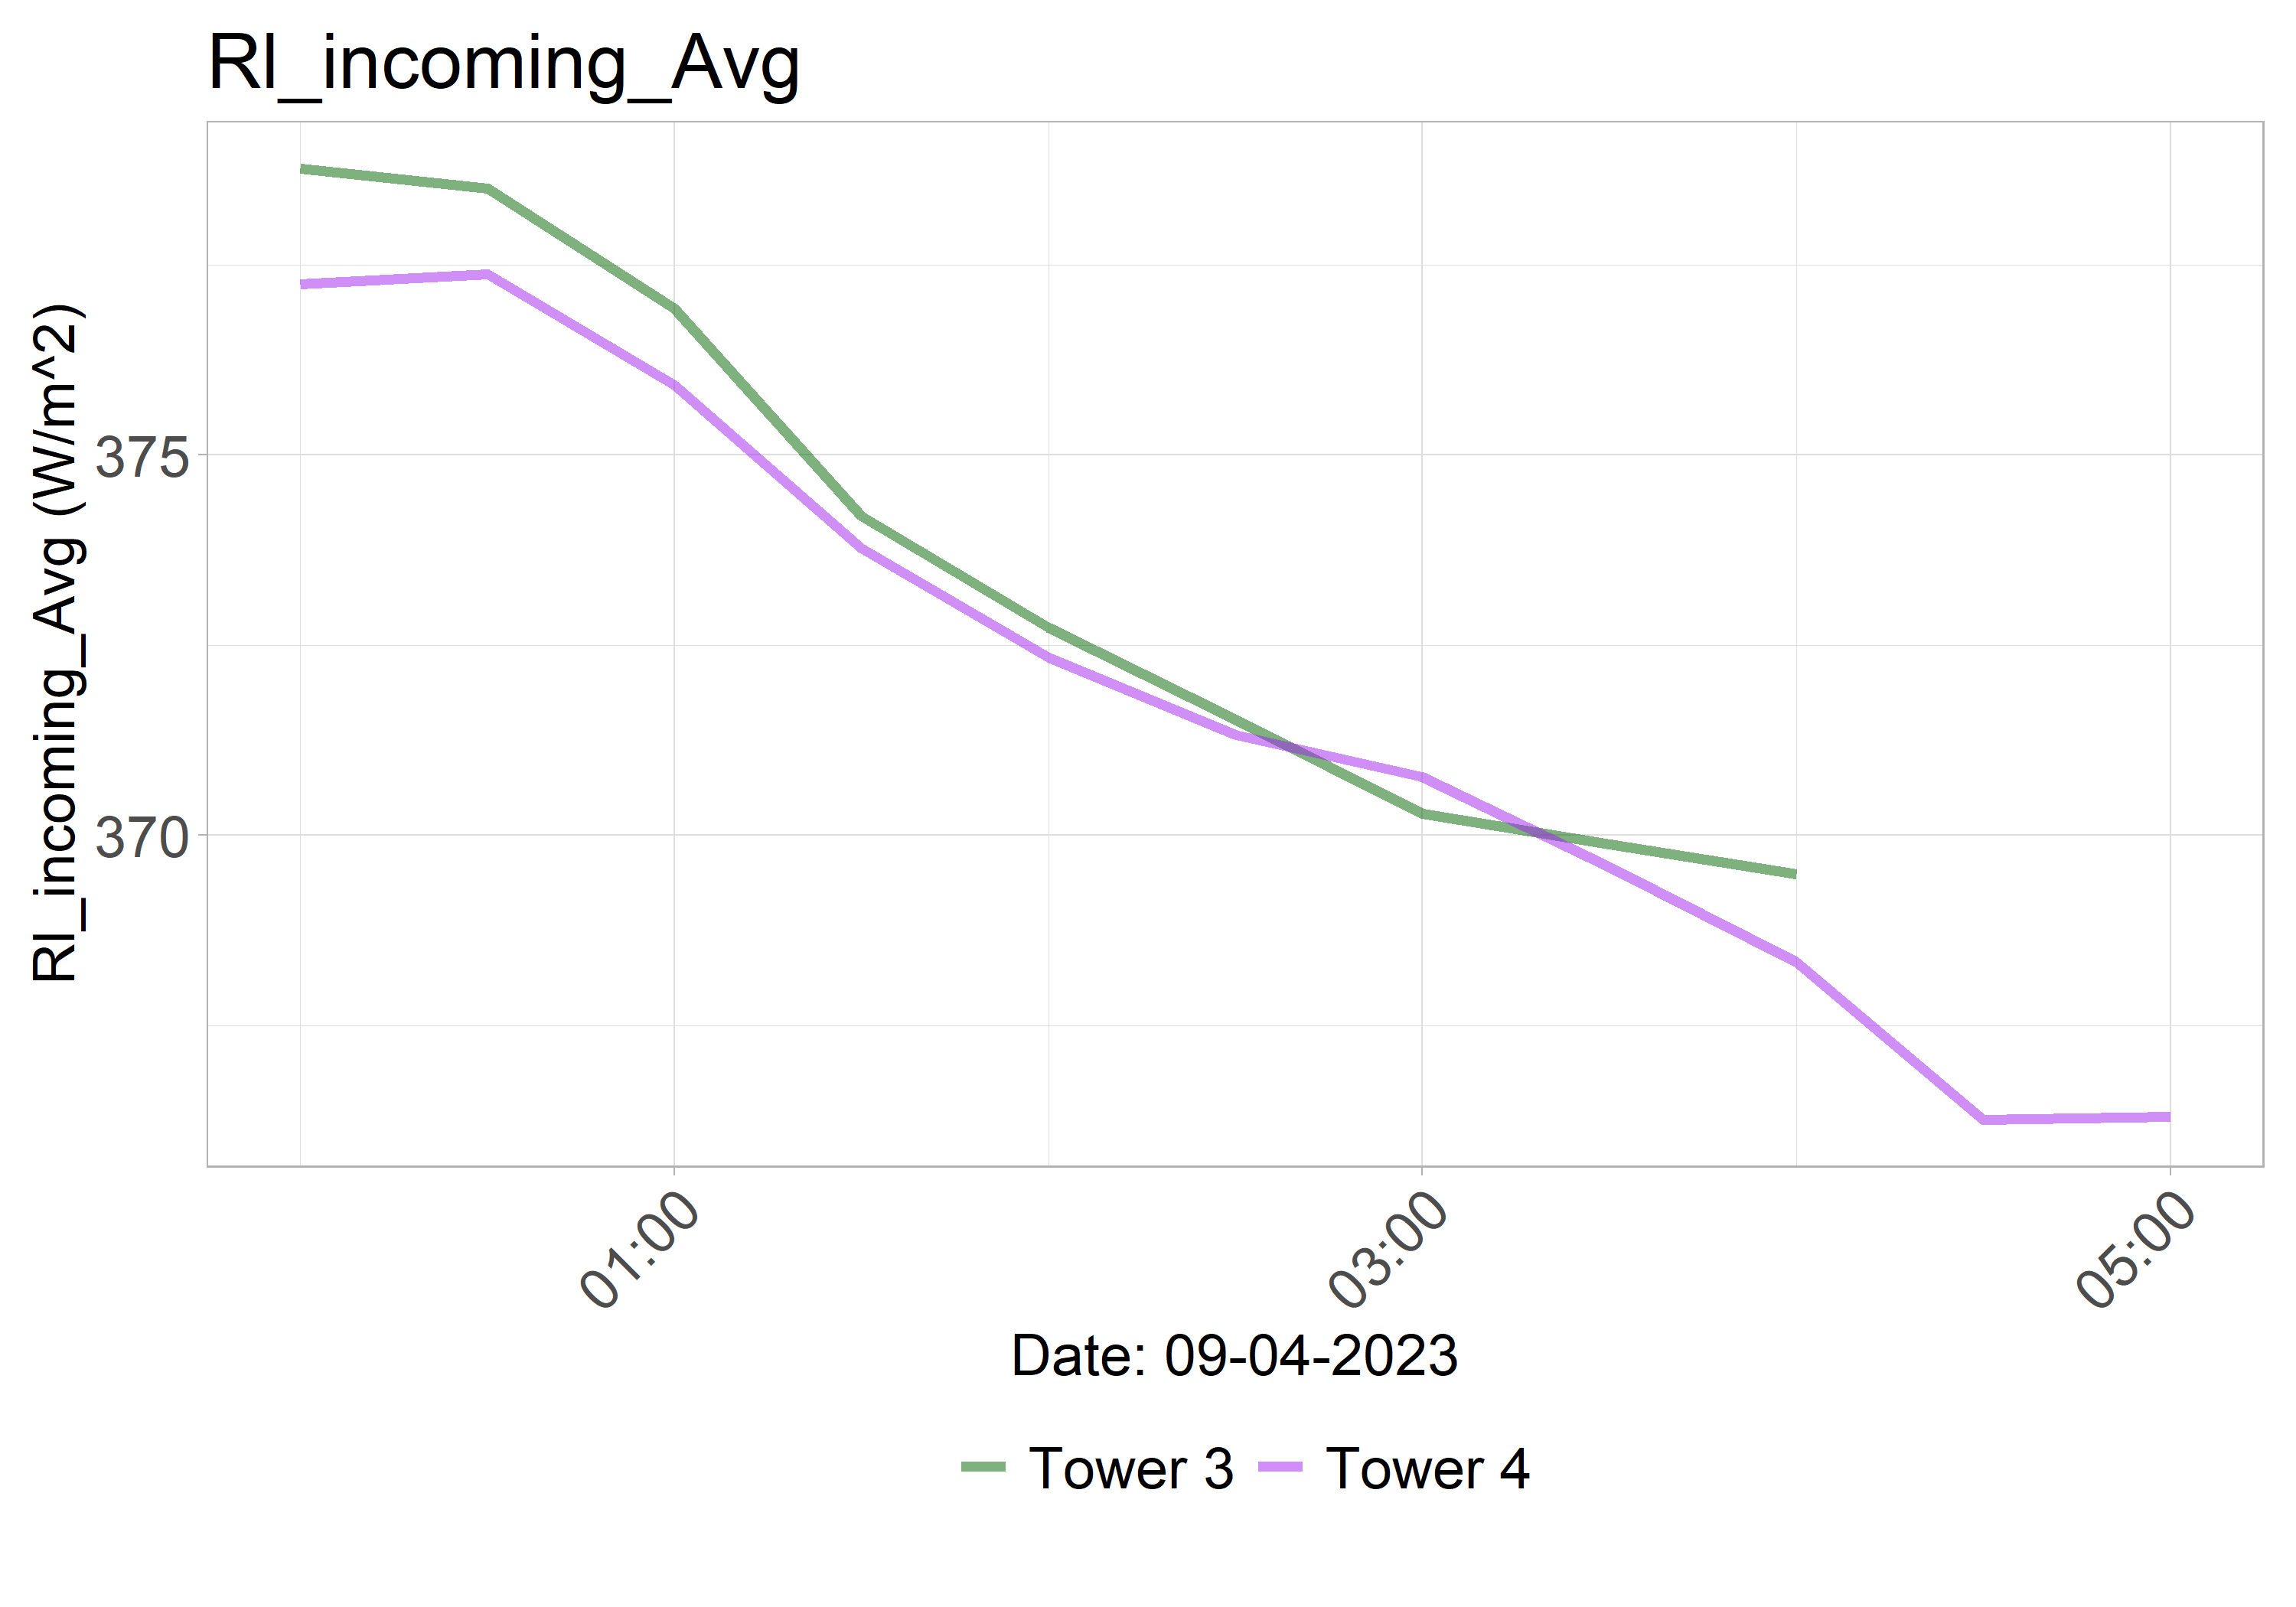 Rl_incoming_Avg
Rl_incoming_Avg (W/m^2)
375
370
01:00
03:00
05:00
Date: 09-04-2023
Tower 3
Tower 4